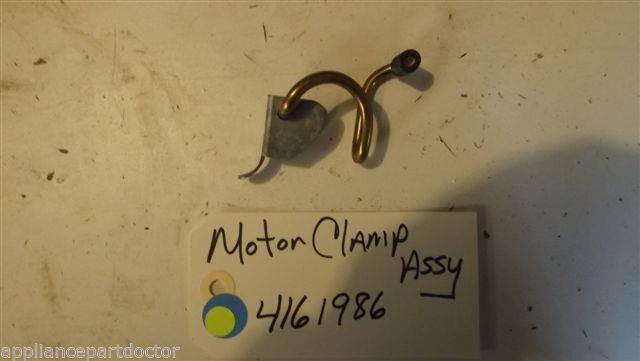 Motor Clamp
Assy
4161986
appliancepartdoctor